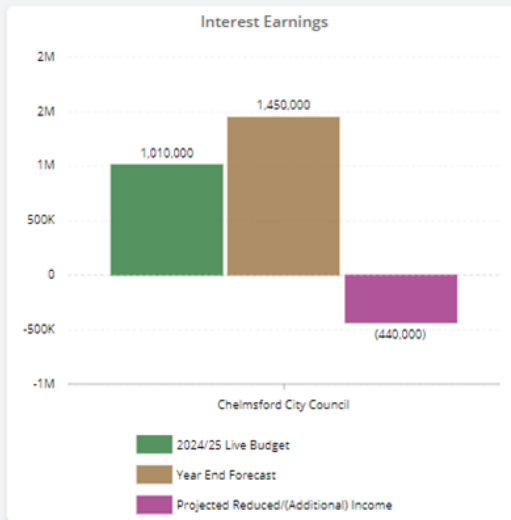 Interest Earnings
2M
2M
1,450,000
1,010,000
1M
500K
0
-500K
(440,000)
-1M
Chelmsford City Council
2024/25 Live Budget
Year End Forecast
Projected Reduced/(Additional) Income